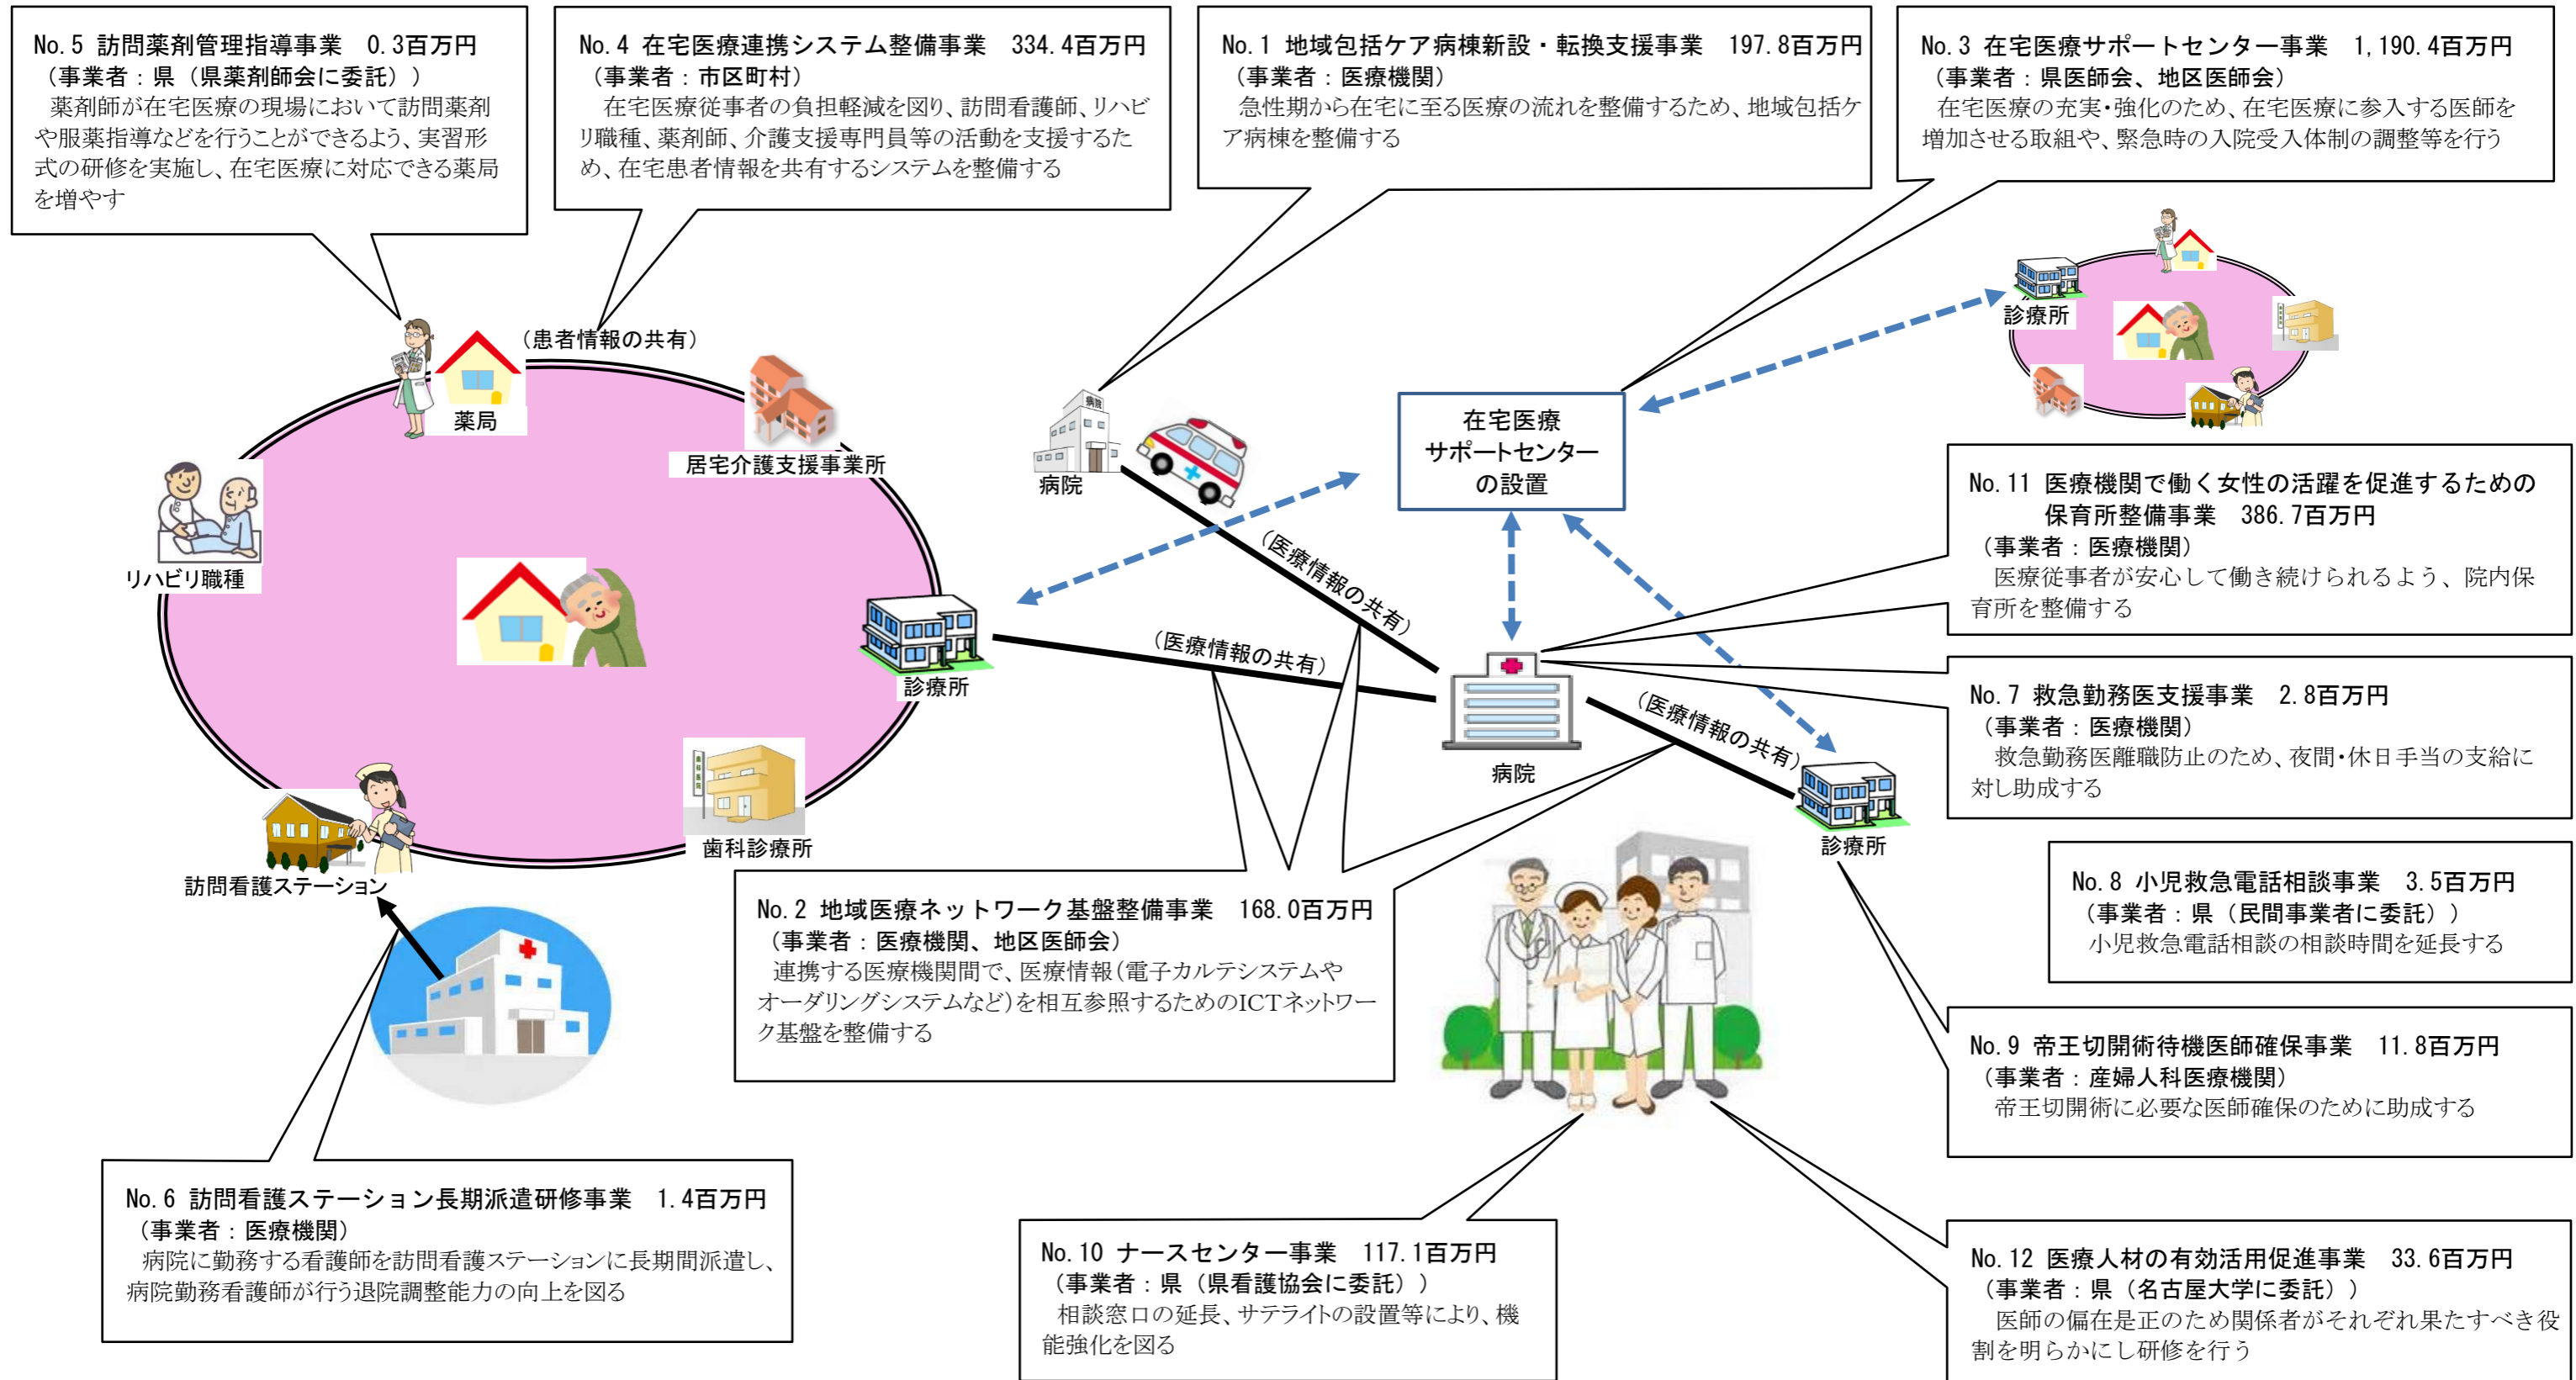 No.5 訪問薬剤管理指導事業　0.3百万円
（事業者：県（県薬剤師会に委託））
薬剤師が在宅医療の現場において訪問薬剤
や服薬指導などを行うことができるよう、実習形
式の研修を実施し、在宅医療に対応できる薬局
を増やす
No.4 在宅医療連携システム整備事業　334.4百万円
（事業者：市区町村）
在宅医療従事者の負担軽減を図り、訪問看護師、リハビ
リ職種、薬剤師、介護支援専門員等の活動を支援するた
め、在宅患者情報を共有するシステムを整備する
No.1 地域包括ケア病棟新設・転換支援事業　197.8百万円
（事業者：医療機関）
急性期から在宅に至る医療の流れを整備するため、地域包括ケ
ア病棟を整備する
No.3 在宅医療サポートセンター事業　1,190.4百万円
（事業者：県医師会、地区医師会）
在宅医療の充実・強化のため、在宅医療に参入する医師を
増加させる取組や、緊急時の入院受入体制の調整等を行う
（患者情報の共有）
薬局
居宅介護支援事業所
リハビリ職種
診療所
歯科診療所
訪問看護ステーション
病院
病院
在宅医療
サポートセンター
の設置
診療所
（医療情報の共有）
（医療情報の共有）
（医療情報の共有）
病院
診療所
No.11 医療機関で働く女性の活躍を促進するための
保育所整備事業　386.7百万円
（事業者：医療機関）
医療従事者が安心して働き続けられるよう、院内保
育所を整備する
No.7 救急勤務医支援事業　2.8百万円
（事業者：医療機関）
救急勤務医離職防止のため、夜間・休日手当の支給に
対し助成する
No.8 小児救急電話相談事業　3.5百万円
（事業者：県（民間事業者に委託））
小児救急電話相談の相談時間を延長する
No.2 地域医療ネットワーク基盤整備事業　168.0百万円
（事業者：医療機関、地区医師会）
連携する医療機関間で、医療情報（電子カルテシステムや
オーダリングシステムなど）を相互参照するためのICTネットワー
ク基盤を整備する
No.9 帝王切開術待機医師確保事業　11.8百万円
（事業者：産婦人科医療機関）
帝王切開術に必要な医師確保のために助成する
No.6 訪問看護ステーション長期派遣研修事業　1.4百万円
（事業者：医療機関）
病院に勤務する看護師を訪問看護ステーションに長期間派遣し、
病院勤務看護師が行う退院調整能力の向上を図る
No.10 ナースセンター事業　117.1百万円
（事業者：県（県看護協会に委託））
相談窓口の延長、サテライトの設置等により、機
能強化を図る
No.12 医療人材の有効活用促進事業　33.6百万円
（事業者：県（名古屋大学に委託））
医師の偏在是正のため関係者がそれぞれ果たすべき役
割を明らかにし研修を行う